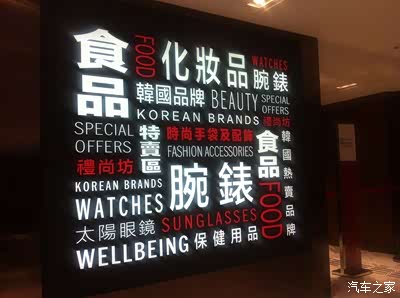 食品
FOOD
化妝品
WATCHES
腕錶
韓國品牌
BEAUTY
SPECIAL
OFFERS
KOREAN BRANDS
SPECIAL
OFFERS
特賣區
時尚手袋及配飾
禮尚坊
FASHION ACCESSORIES
食品
FOOD
韓國熱賣品牌
禮尚坊
KOREAN BRANDS
腕錶
WATCHES
SUNGLASSES
太陽眼鏡
WELLBEING
保健用品
汽车之家